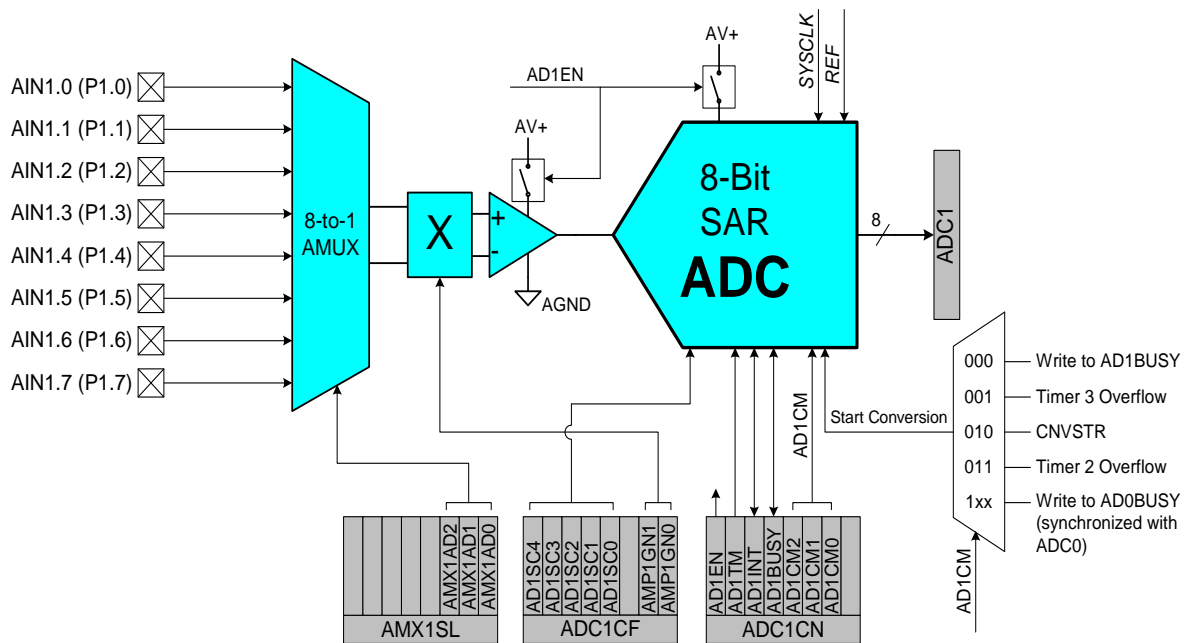 AV+
SYSCLK
REF
AD1EN
AIN1.0 (P1.0)
AIN1.1 (P1.1)
AIN1.2 (P1.2)
AIN1.3 (P1.3)
AIN1.4 (P1.4)
AIN1.5 (P1.5)
AIN1.6 (P1.6)
AIN1.7 (P1.7)
8-to-1
AMUX
X
AV+
+
-
AGND
8-Bit
SAR
ADC
8
ADC1
000
Write to AD1BUSY
001
Timer 3 Overflow
010
CNVSTR
011
Timer 2 Overflow
1xx
Write to AD0BUSY
(synchronized with
ADC0)
Start Conversion
AD1CM
AD1CM
AMX1AD2
AMX1AD1
AMX1AD0
AMX1SL
AD1SC4
AD1SC3
AD1SC2
AD1SC1
AD1SC0
AMP1GN1
AMP1GN0
ADC1CF
AD1EN
AD1TM
AD1INT
AD1BUSY
AD1CM2
AD1CM1
AD1CM0
ADC1CN